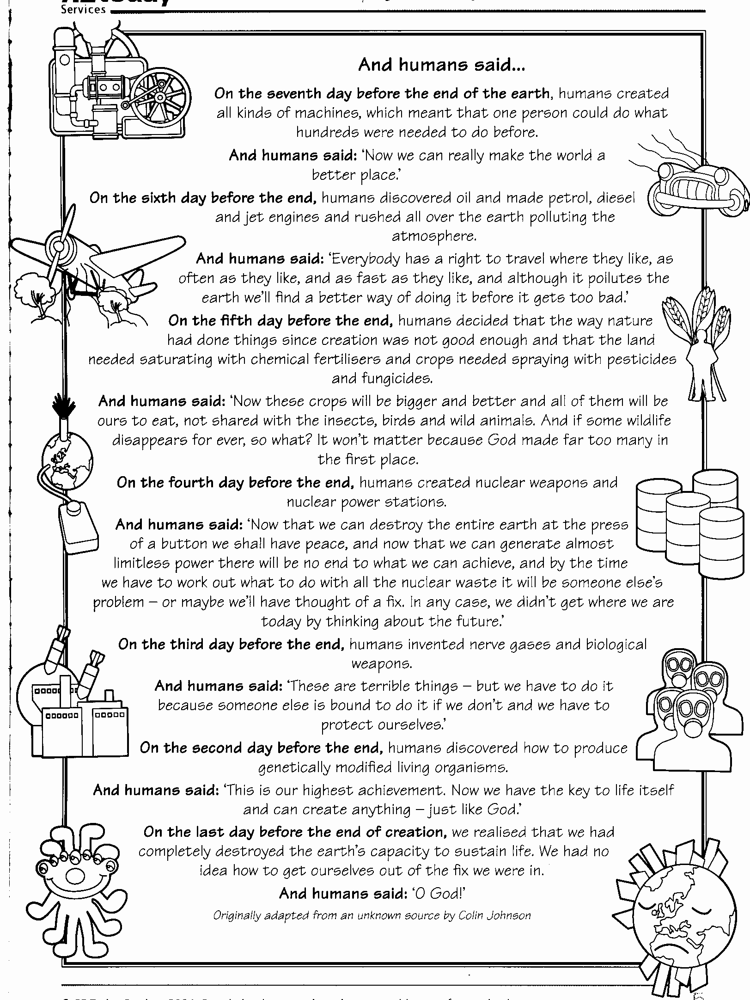 Services
And humans said...
On the seventh day before the end of the earth, humans created
all kinds of machines, which meant that one person could do what
hundreds were needed to do before.
And humans said: ‘Now we can really make the world a
better place.’
On the sixth day before the end, humans discovered oil and made petrol, diesel
and jet engines and rushed all over the earth polluting the
atmosphere.
And humans said: ‘Everybody has a right to travel where they like, as
often as they like, and as fast as they like, and although it pollutes the
earth we’ll find a better way of doing it before it gets too bad.’
On the fifth day before the end, humans decided that the way nature
had done things since creation was not good enough and that the land
needed saturating with chemical fertilisers and crops needed spraying with pesticides
and fungicides.
And humans said: ‘Now these crops will be bigger and better and all of them will be
ours to eat, not shared with the insects, birds and wild animals. And if some wildlife
disappears for ever, so what? It won’t matter because God made far too many in
the first place.
On the fourth day before the end, humans created nuclear weapons and
nuclear power stations.
And humans said: ‘Now that we can destroy the entire earth at the press
of a button we shall have peace, and now that we can generate almost
limitless power there will be no end to what we can achieve, and by the time
we have to work out what to do with all the nuclear waste it will be someone else’s
problem – or maybe we’ll have thought of a fix. In any case, we didn’t get where we are
today by thinking about the future.’
On the third day before the end, humans invented nerve gases and biological
weapons.
And humans said: ‘These are terrible things – but we have to do it
because someone else is bound to do it if we don’t and we have to
protect ourselves.’
On the second day before the end, humans discovered how to produce
genetically modified living organisms.
And humans said: ‘This is our highest achievement. Now we have the key to life itself
and can create anything – just like God.’
On the last day before the end of creation, we realised that we had
completely destroyed the earth’s capacity to sustain life. We had no
idea how to get ourselves out of the fix we were in.
And humans said: ‘O God!’
Originally adapted from an unknown source by Colin Johnson